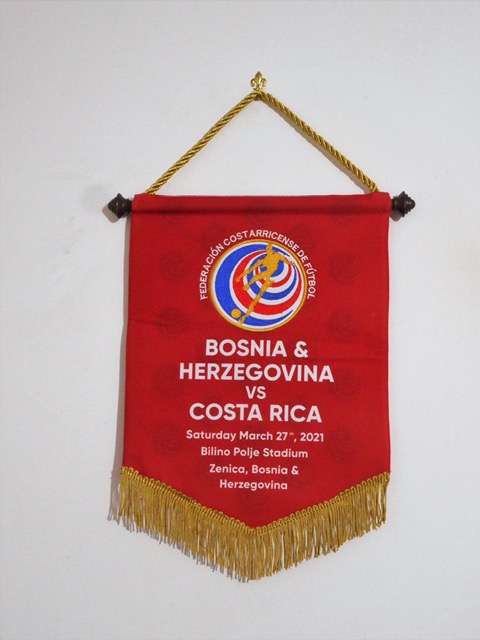 FEDERACIÓN COSTARRICENSE DE FÚTBOL
BOSNIA &
HERZEGOVINA
VS
COSTA RICA
Saturday March 27th, 2021
Bilino Polje Stadium
Zenica, Bosnia &
Herzegovina